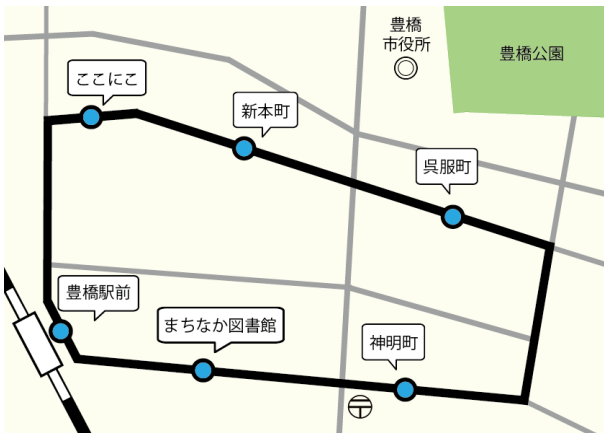 豊橋
市役所
豊橋公園
ここにこ
新本町
呉服町
豊橋駅前
まちなか図書館
神明町